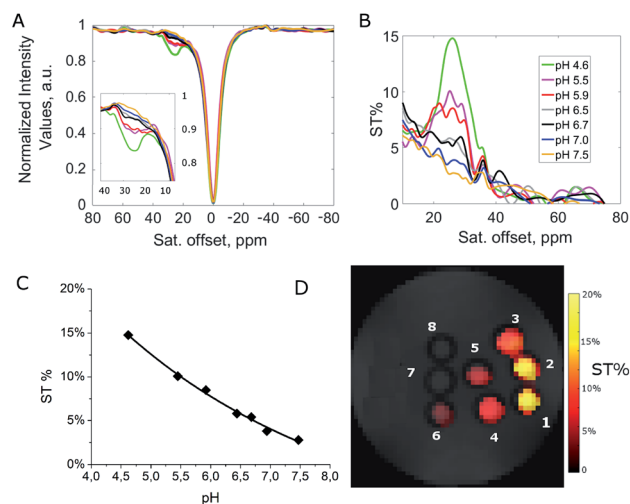 A
Normalized Intensity
Values, a.u.
1
0.8
0.6
0.4
0.2
0
80 60 40 20 0 -20 -40 -60 -80
Sat. offset, ppm
1
0.9
0.8
40 30 20 10
B
ST%
15
10
5
0
20 40 60 80
Sat. offset, ppm
pH 4.6
pH 5.5
pH 5.9
pH 6.5
pH 6.7
pH 7.0
pH 7.5
C
ST %
20%
15%
10%
5%
0%
4,0 4,5 5,0 5,5 6,0 6,5 7,0 7,5
pH
D
8
3
5
2
7
6
4
1
20%
15%
10%
5%
0
ST%